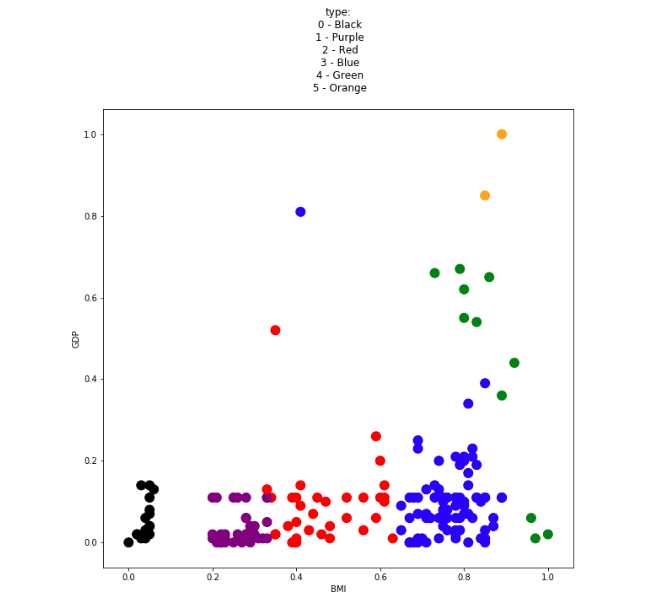 type:
0 - Black
1 - Purple
2 - Red
3 - Blue
4 - Green
5 - Orange
1.0
0.8
0.6
0.4
0.2
0.0
GDP
0.0 0.2 0.4 0.6 0.8 1.0
BMI